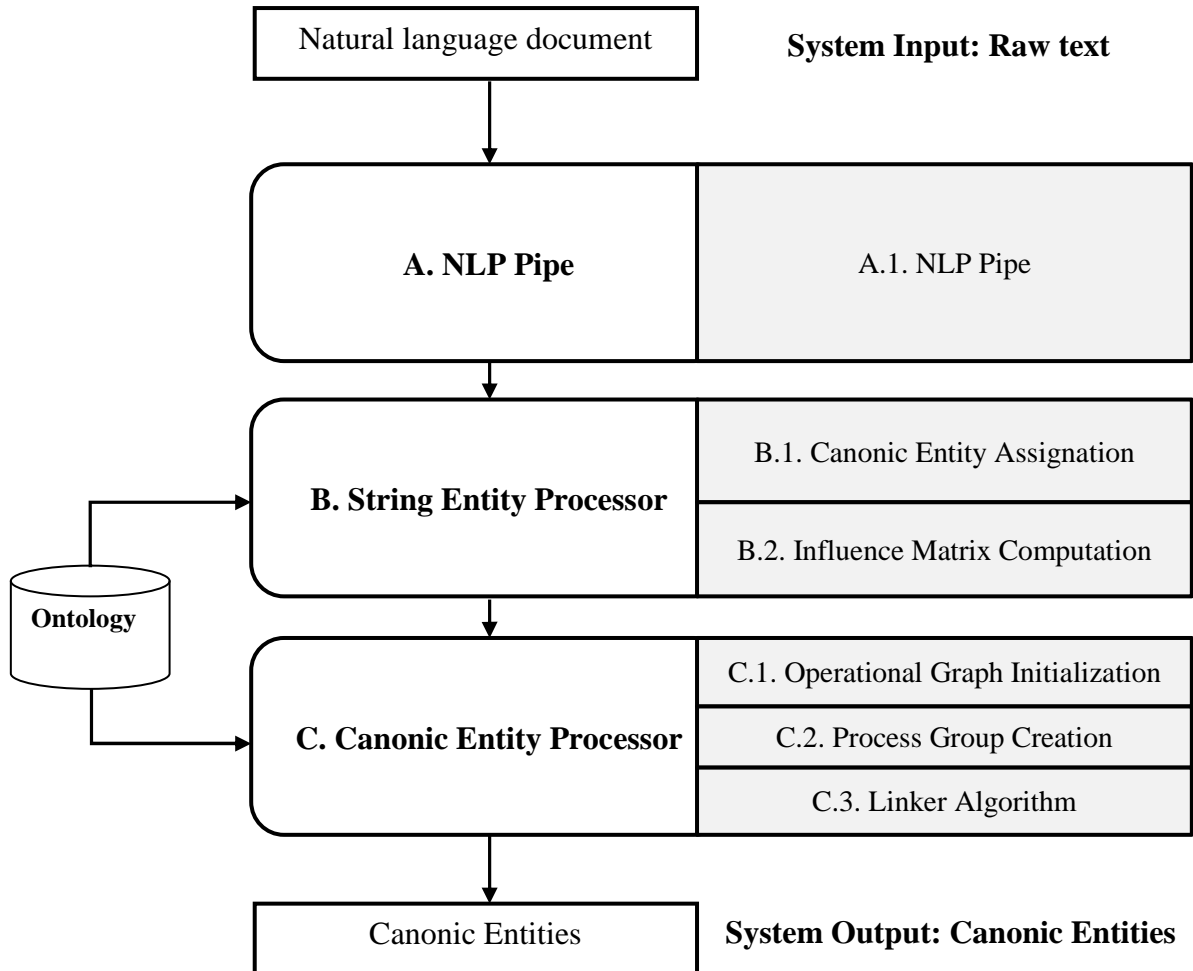 Natural language document
System Input: Raw text
A. NLP Pipe
A.1. NLP Pipe
B. String Entity Processor
B.1. Canonic Entity Assignation
B.2. Influence Matrix Computation
Ontology
C. Canonic Entity Processor
C.1. Operational Graph Initialization
C.2. Process Group Creation
C.3. Linker Algorithm
Canonic Entities
System Output: Canonic Entities